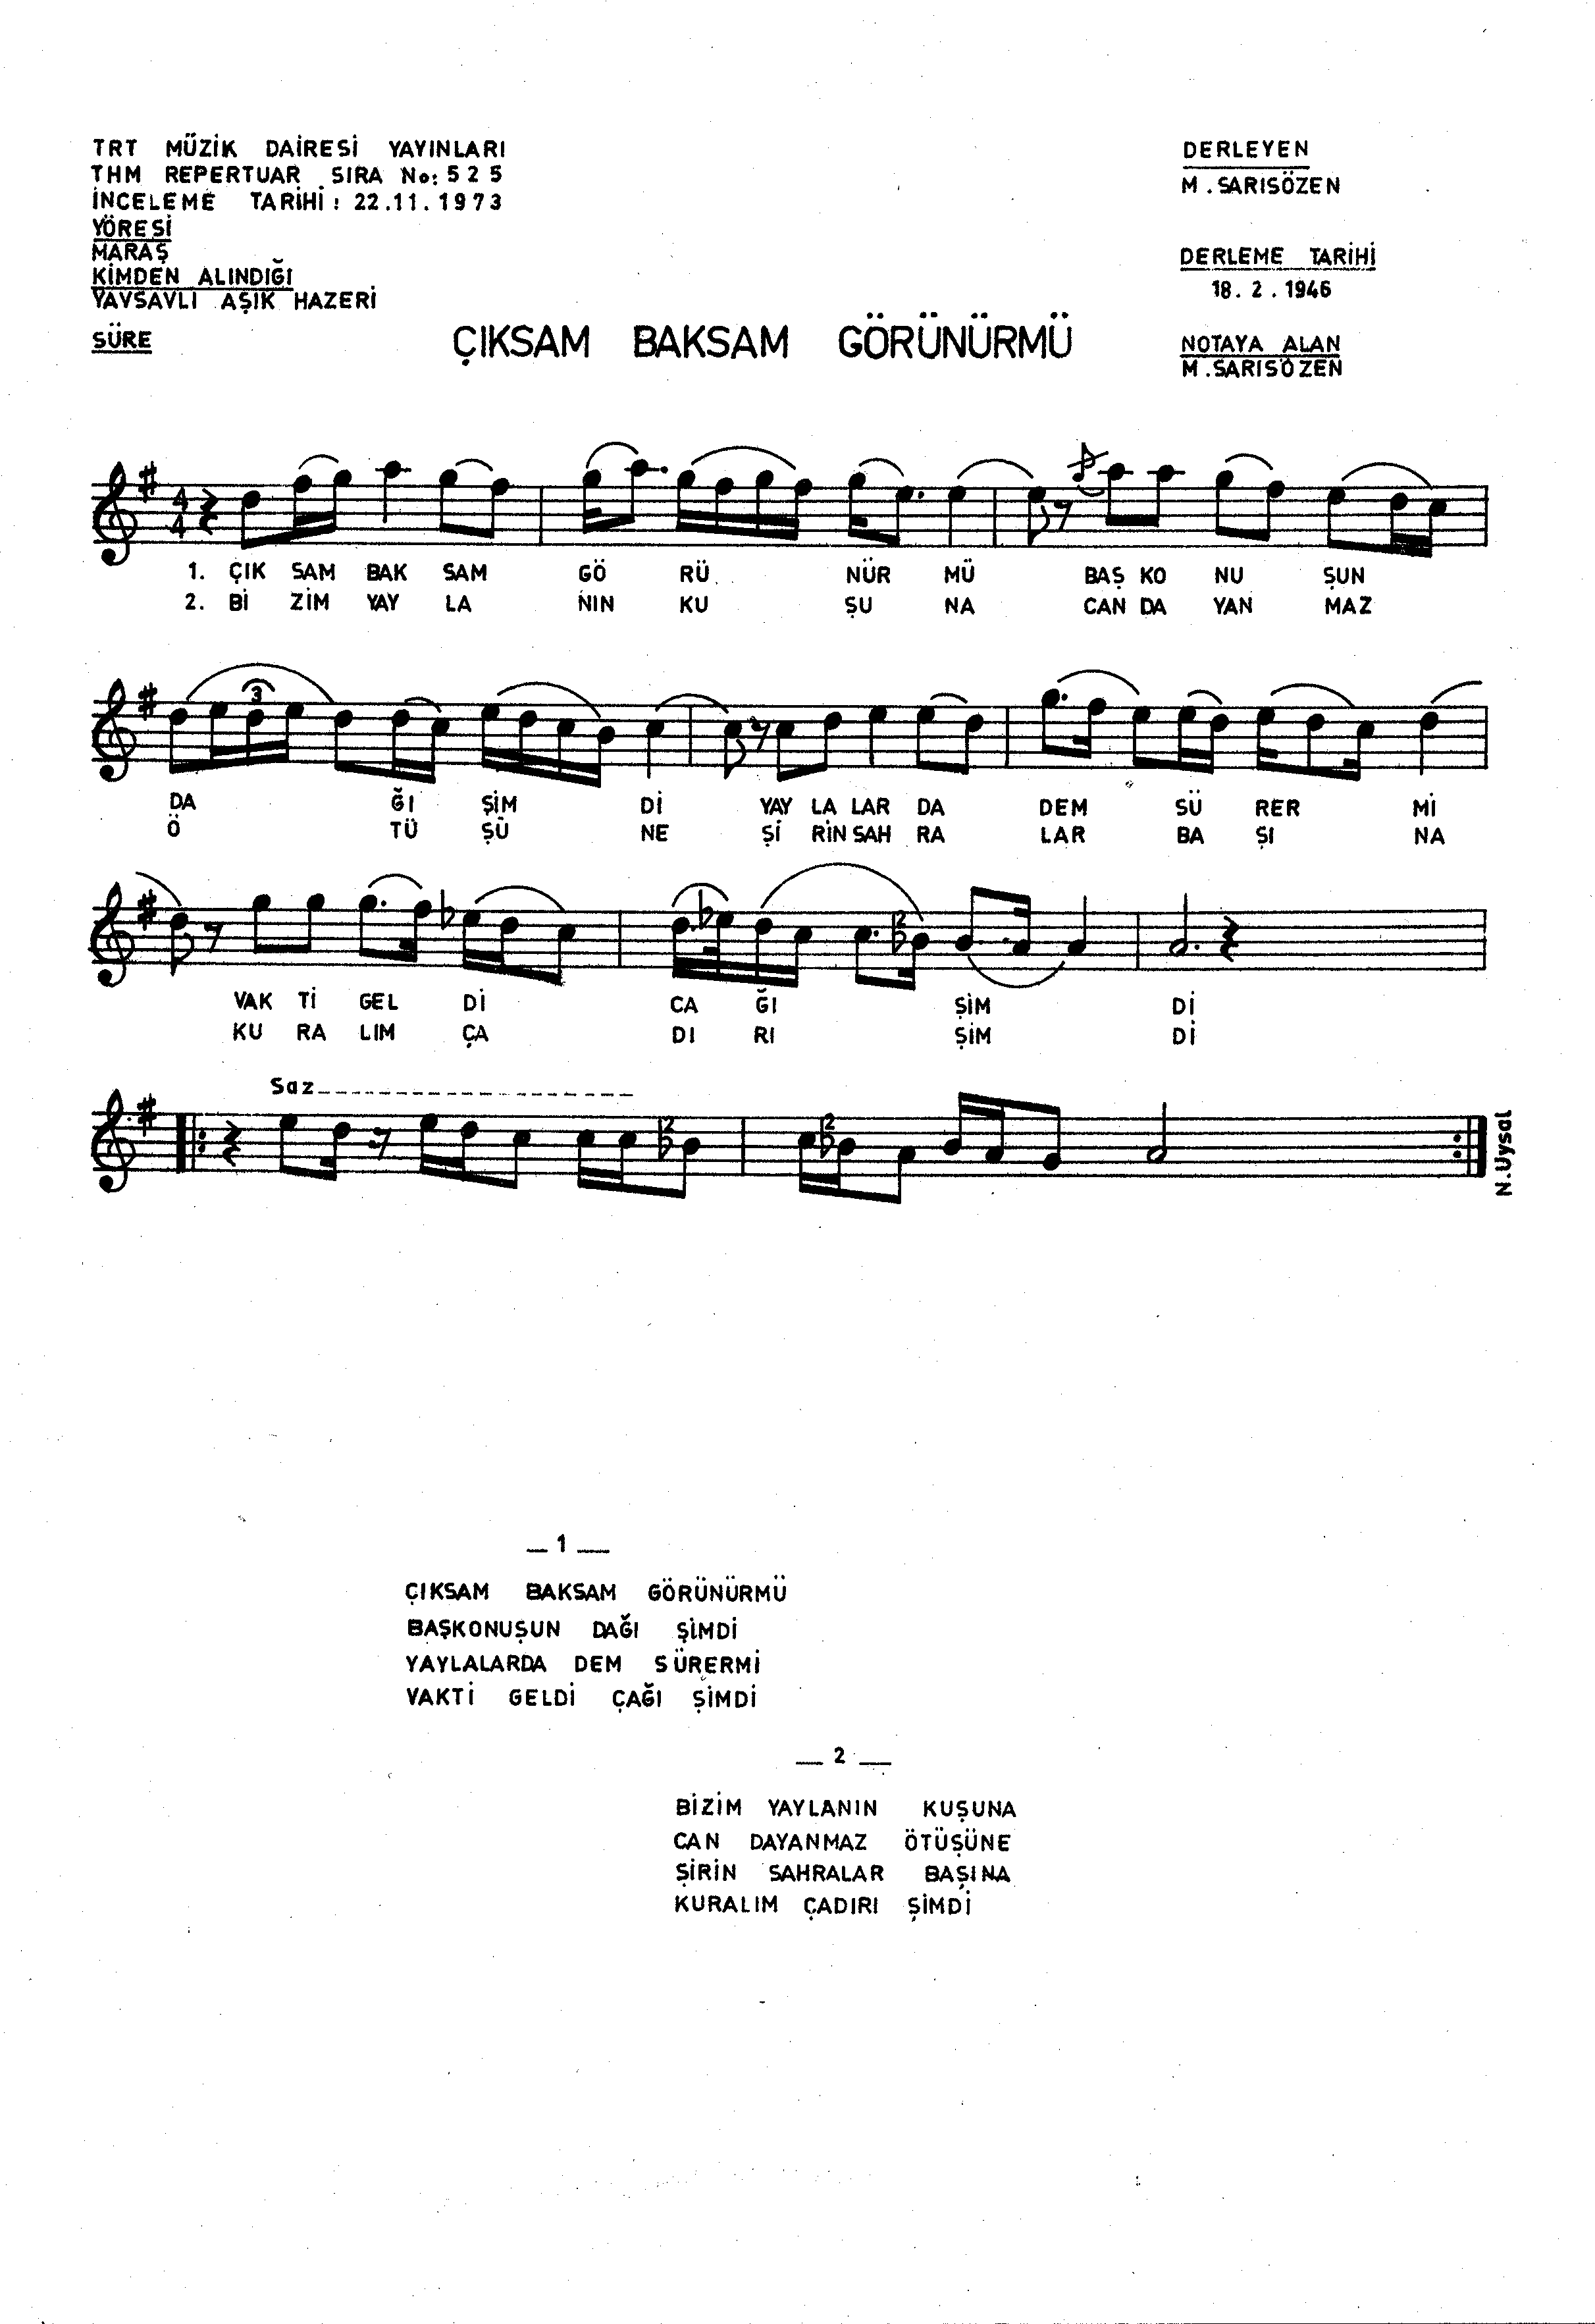 TRT MÜZİK DAİRESİ YAYINLARI
THM REPERTUAR SIRA No: 525
İNCELEME TARİHİ: 22.11.1973
YÖRESİ
MARAŞ
KİMDEN ALINDIĞI
YAVSAVLI AŞIK HAZERİ
SÜRE
DERLEYEN
M. SARISÖZEN
DERLEME TARİHİ
18. 2. 1946
NOTAYA ALAN
M. SARISÖZEN
ÇIKSAM BAKSAM GÖRÜNÜRMÜ
4
4
1. ÇIK SAM BAK SAM GÖ RÜ NÜR MÜ BAŞ KO NU ŞUN
2. Bİ ZİM YAY LA NIN KU ŞU NA CAN DA YAN MAZ
3
DA ĞI ŞİM Dİ YAY LA LAR DA DEM SÜ RER Mİ
Ö TÜ ŞÜ NE Şİ RİN SAH RA LAR BA ŞI NA
2
VAK Tİ GEL Dİ CA ĞI ŞİM Dİ
KU RA LIM ÇA DI RI ŞİM Dİ
Saz
2 2
N. Uysal
— 1 —
ÇIKSAM BAKSAM GÖRÜNÜRMÜ
BAŞKONUŞUN DAĞI ŞİMDİ
YAYLALARDA DEM SÜRERMİ
VAKTİ GELDİ ÇAĞI ŞİMDİ
— 2 —
BİZİM YAYLANIN KUŞUNA
CAN DAYANMAZ ÖTÜŞÜNE
ŞİRİN SAHRALAR BAŞINA
KURALIM ÇADIRI ŞİMDİ